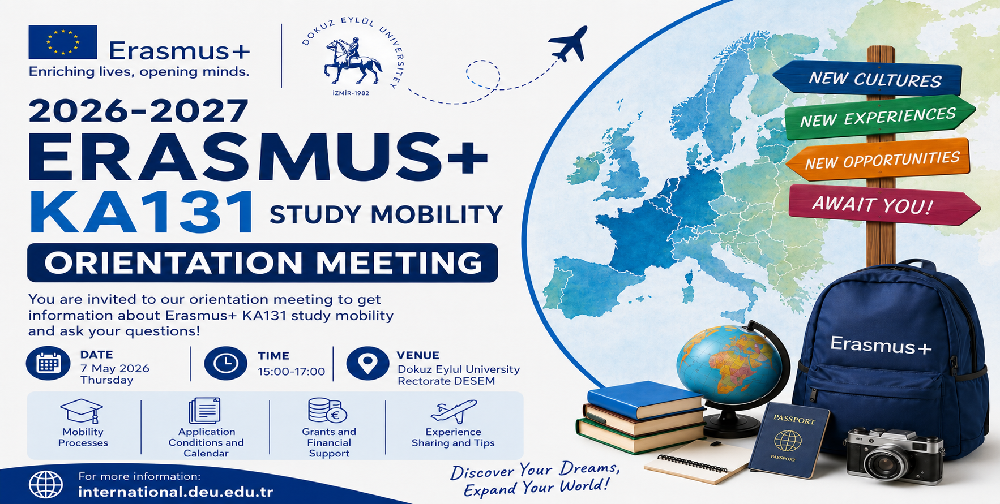 Erasmus+
Enriching lives, opening minds.
DOKUZ EYLÜL UNIVERSITEY
İZMİR-1982
2026-2027
ERASMUS+
KA131 STUDY MOBILITY
ORIENTATION MEETING
You are invited to our orientation meeting to get
information about Erasmus+ KA131 study mobility
and ask your questions!
DATE
7 May 2026
Thursday
TIME
15:00-17:00
VENUE
Dokuz Eylul University
Rectorate DESEM
Mobility
Processes
Application
Conditions and
Calendar
Grants and
Financial
Support
Experience
Sharing and Tips
For more information:
international.deu.edu.tr
Discover Your Dreams,
Expand Your World!
NEW CULTURES
NEW EXPERIENCES
NEW OPPORTUNITIES
AWAIT YOU!
Erasmus+
PASSPORT
PASSPORT